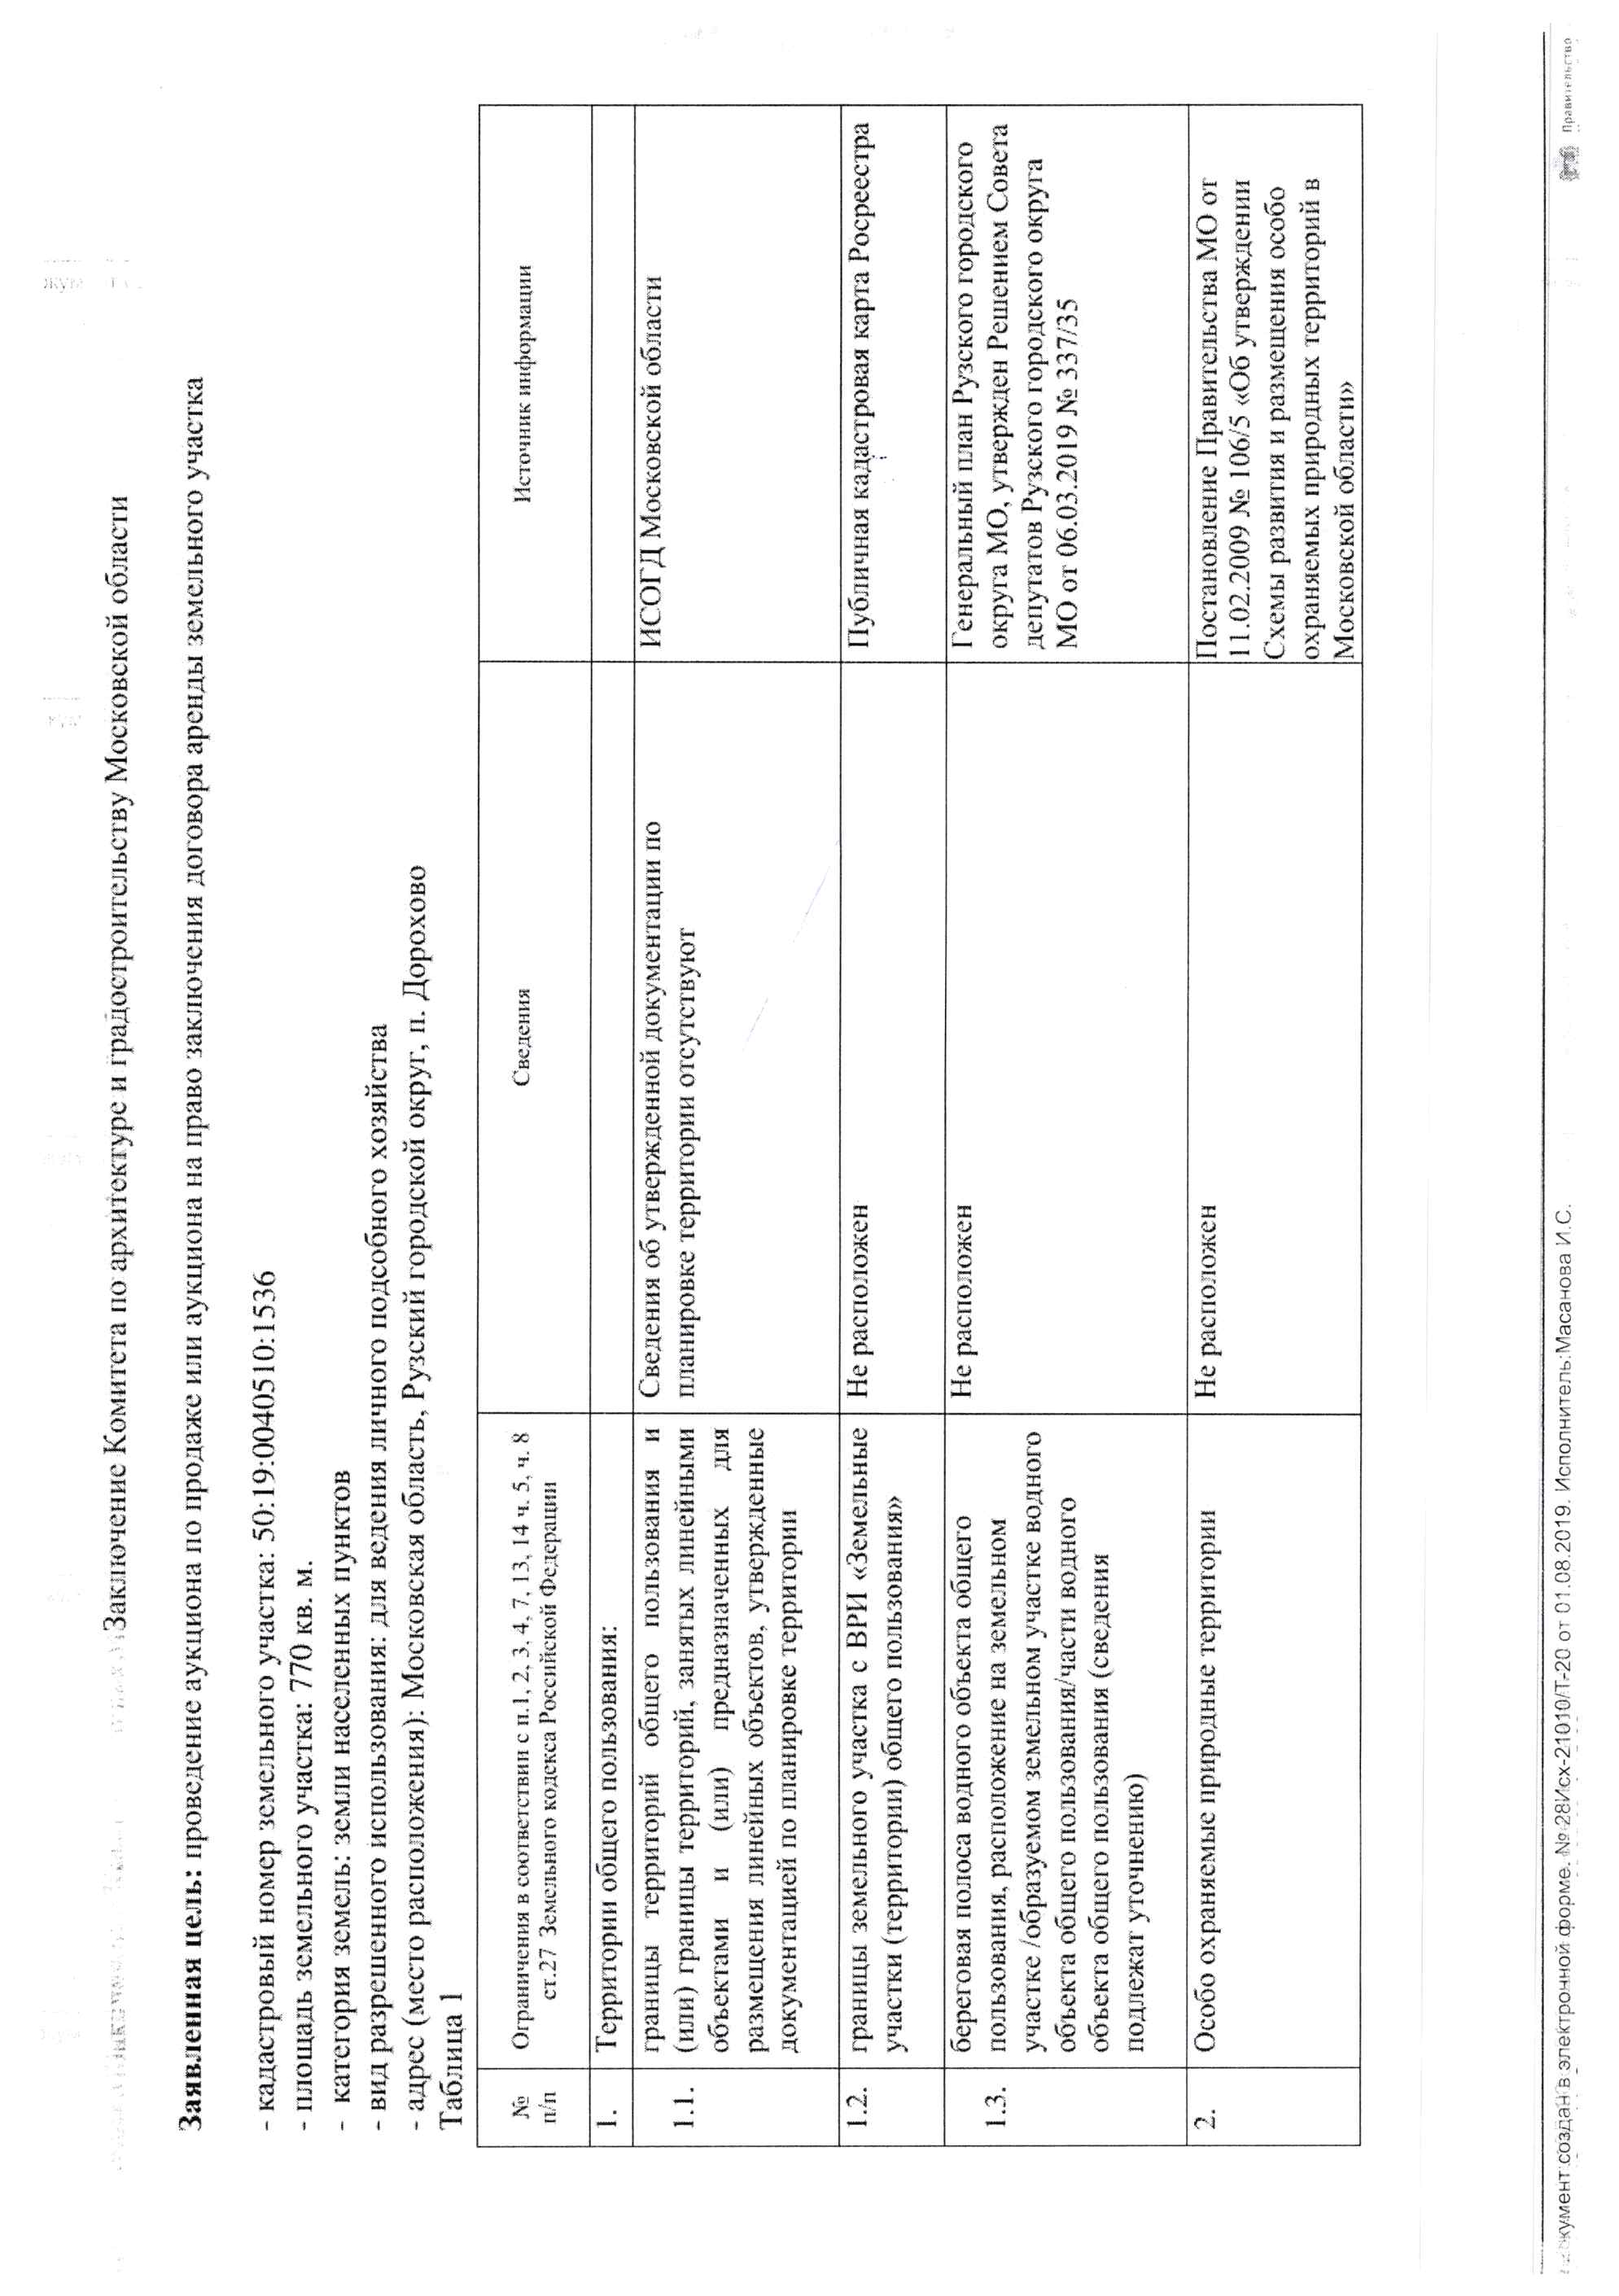 Заключение Комитета по архитектуре и градостроительству Московской области
Заявленная цель: проведение аукциона по продаже или аукциона на право заключения договора аренды земельного участка
- кадастровый номер земельного участка: 50:19:0040510:1536
- площадь земельного участка: 770 кв. м.
- категория земель: земли населенных пунктов
- вид разрешенного использования: для ведения личного подсобного хозяйства
- адрес (место расположения): Московская область, Рузский городской округ, п. Дорохово
Таблица 1
№
п/п
Ограничения в соответствии с п.1, 2, 3, 4, 7, 13, 14 ч. 5, ч. 8
ст.27 Земельного кодекса Российской Федерации
Сведения
Источник информации
1.
Территории общего пользования:
1.1.
границы территорий общего пользования и
(или) границы территорий, занятых линейными
объектами и (или) предназначенных для
размещения линейных объектов, утвержденные
документацией по планировке территории
Сведения об утвержденной документации по
планировке территории отсутствуют
ИСОГД Московской области
1.2.
границы земельного участка с ВРИ «Земельные
участки (территории) общего пользования»
Не расположен
Публичная кадастровая карта Росреестра
1.3.
береговая полоса водного объекта общего
пользования, расположение на земельном
участке /образуемом земельном участке водного
объекта общего пользования/части водного
объекта общего пользования (сведения
подлежат уточнению)
Не расположен
Генеральный план Рузского городского
округа МО, утвержден Решением Совета
депутатов Рузского городского округа
МО от 06.03.2019 № 337/35
2.
Особо охраняемые природные территории
Не расположен
Постановление Правительства МО от
11.02.2009 № 106/5 «Об утверждении
Схемы развития и размещения особо
охраняемых природных территорий в
Московской области»
документ создан в электронной форме. № 28Исх-21010/Т-20 от 01.08.2019. Исполнитель:Масанова И.С.
Правительство